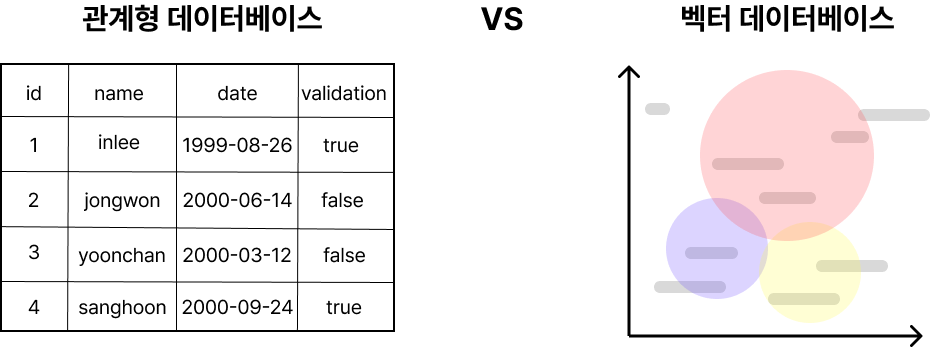 관계형 데이터베이스 VS 벡터 데이터베이스
id name date validation
1 inlee 1999-08-26 true
2 jongwon 2000-06-14 false
3 yoonchan 2000-03-12 false
4 sanghoon 2000-09-24 true